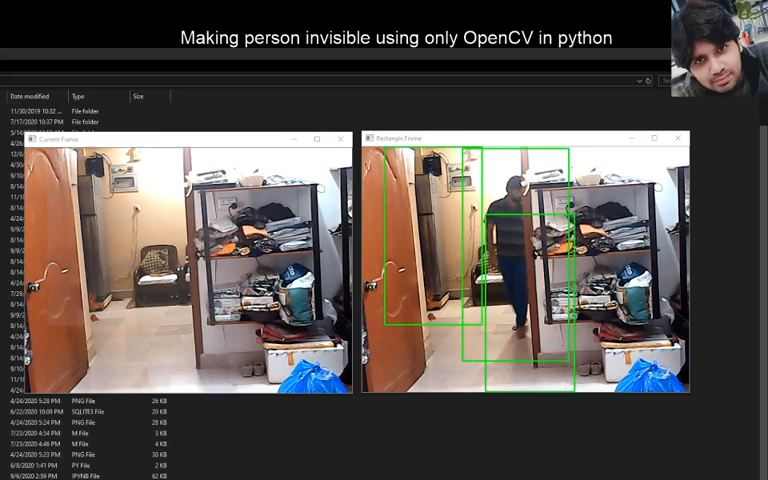 Making person invisible using only OpenCV in python
Date modified Type Size
11/30/2019 10:32 ... File folder
7/17/2020 10:37 PM File folder
Current Frame
Rectangle Frame
4/24/2020 5:28 PM PNG File 26 KB
6/22/2020 10:09 PM SQLITE3 File 20 KB
4/24/2020 5:24 PM PNG File 28 KB
7/23/2020 4:54 PM M File 3 KB
7/23/2020 4:46 PM M File 4 KB
4/24/2020 5:23 PM PNG File 30 KB
6/8/2020 1:41 PM PY File 2 KB
9/6/2020 2:59 PM IPYNB File 62 KB